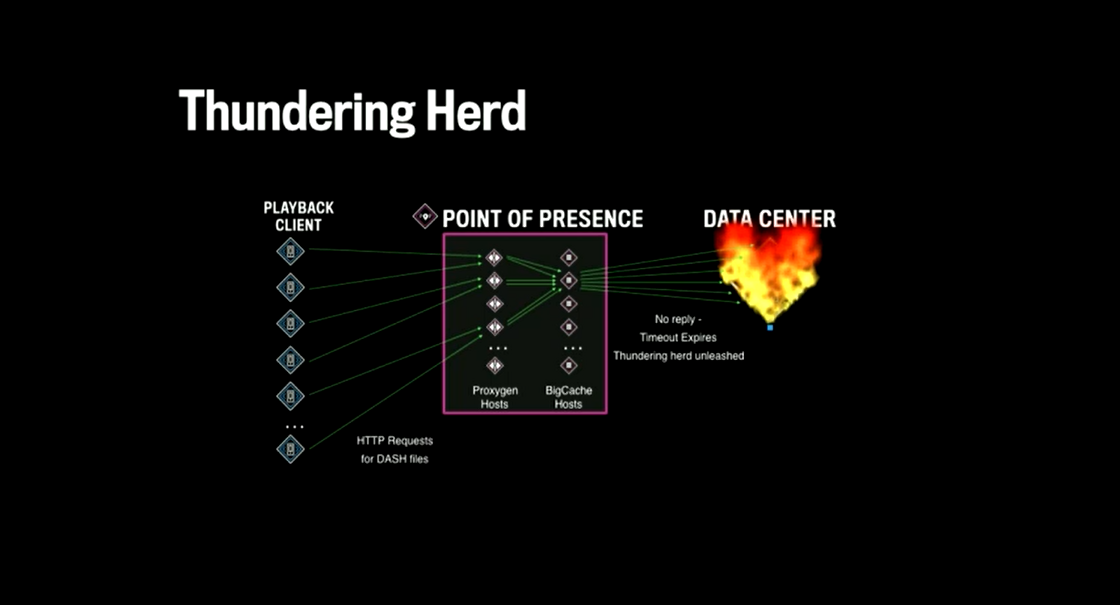 Thundering Herd
PLAYBACK
CLIENT
POINT OF PRESENCE
DATA CENTER
No reply -
Timeout Expires
Thundering herd unleashed
...
...
Proxygen
Hosts
BigCache
Hosts
...
HTTP Requests
for DASH files